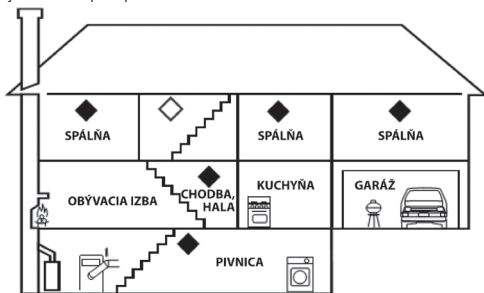 SPÁLŇA
SPÁLŇA
SPÁLŇA
OBÝVACIA IZBA
CHODBA,
HALA
KUCHYŇA
GARÁŽ
PIVNICA